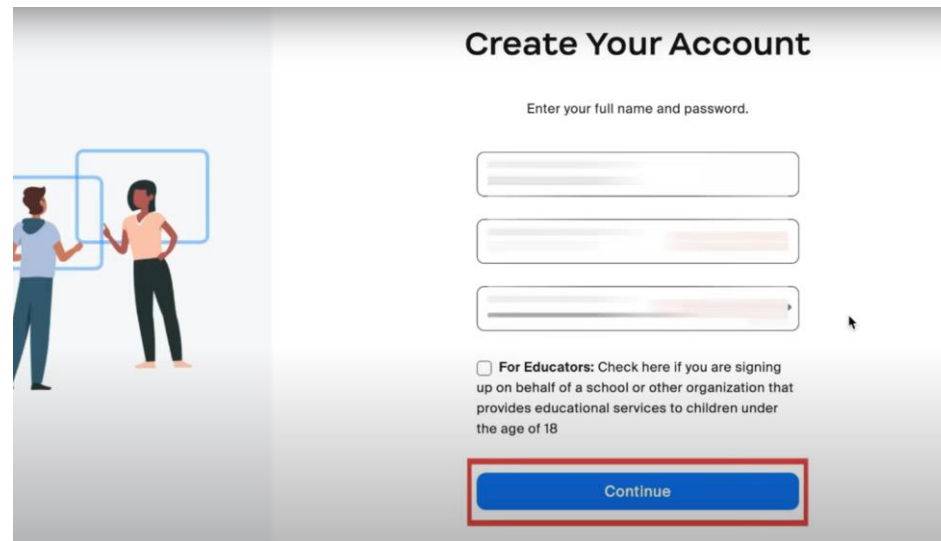 Create Your Account
Enter your full name and password.
For Educators: Check here if you are signing
up on behalf of a school or other organization that
provides educational services to children under
the age of 18
Continue